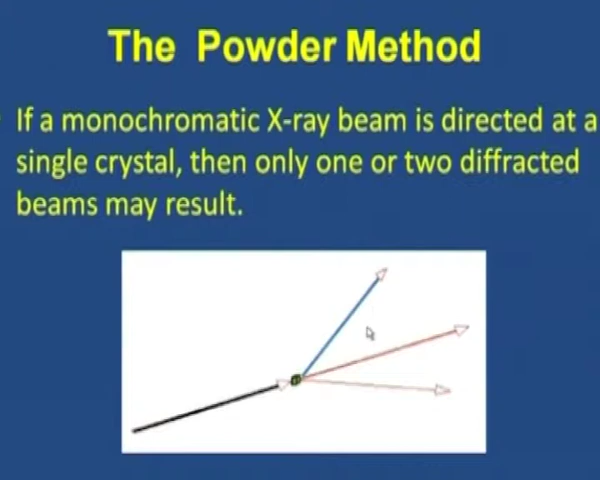 The Powder Method
If a monochromatic X-ray beam is directed at a
single crystal, then only one or two diffracted
beams may result.